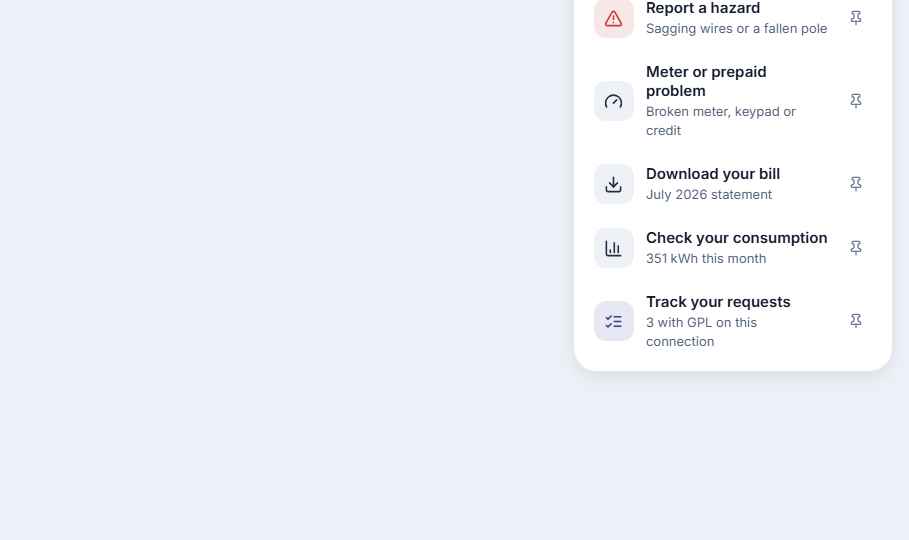 Report a hazard
Sagging wires or a fallen pole
Meter or prepaid
problem
Broken meter, keypad or
credit
Download your bill
July 2026 statement
Check your consumption
351 kWh this month
Track your requests
3 with GPL on this
connection